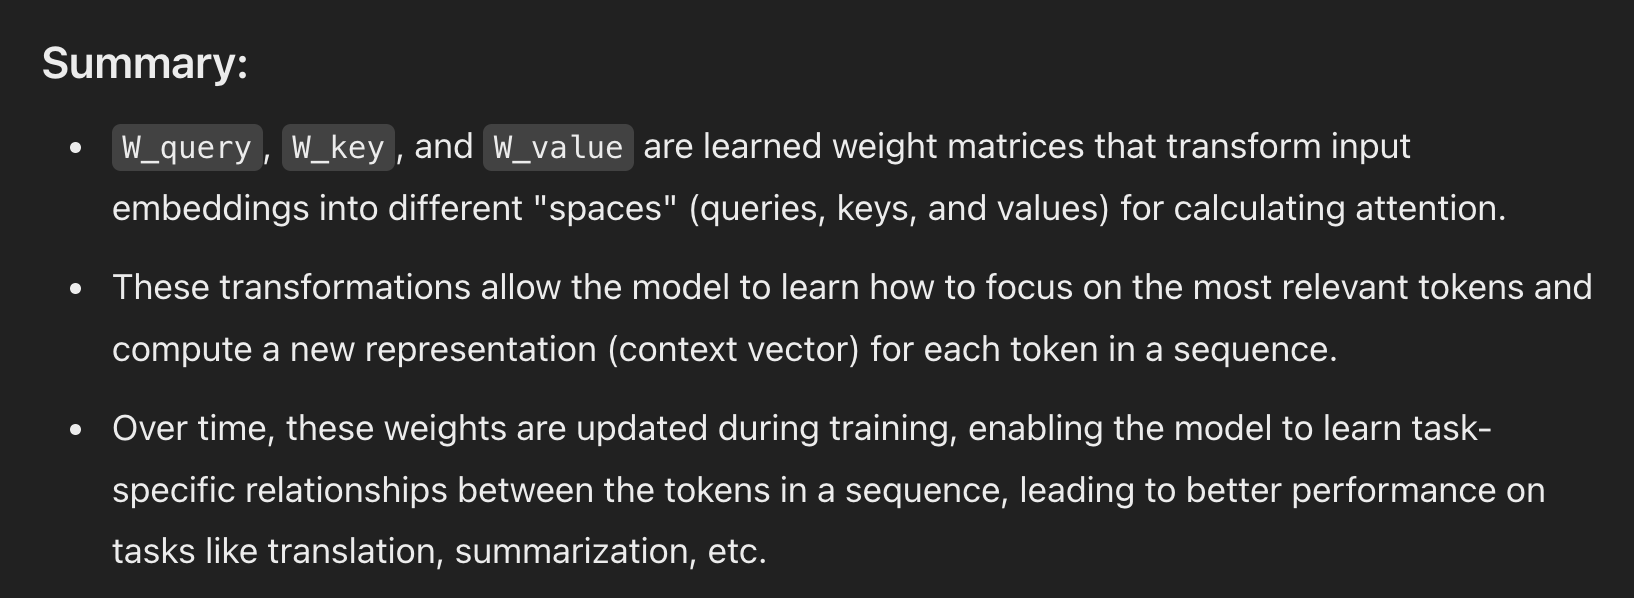 Summary:
• W_query, W_key, and W_value are learned weight matrices that transform input
embeddings into different "spaces" (queries, keys, and values) for calculating attention.
• These transformations allow the model to learn how to focus on the most relevant tokens and
compute a new representation (context vector) for each token in a sequence.
• Over time, these weights are updated during training, enabling the model to learn task-
specific relationships between the tokens in a sequence, leading to better performance on
tasks like translation, summarization, etc.